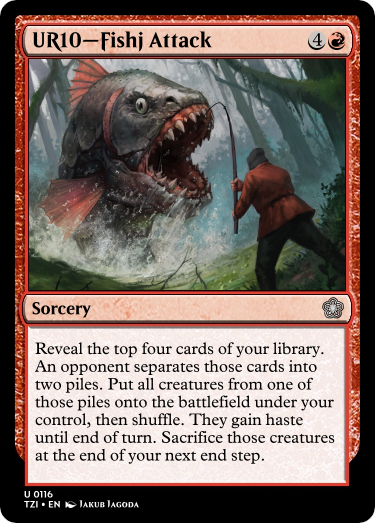 UR10—Fishj Attack 4
Sorcery
Reveal the top four cards of your library.
An opponent separates those cards into
two piles. Put all creatures from one of
those piles onto the battlefield under your
control, then shuffle. They gain haste
until end of turn. Sacrifice those creatures
at the end of your next end step.
U 0116
TZI • EN Jakub Jagoda